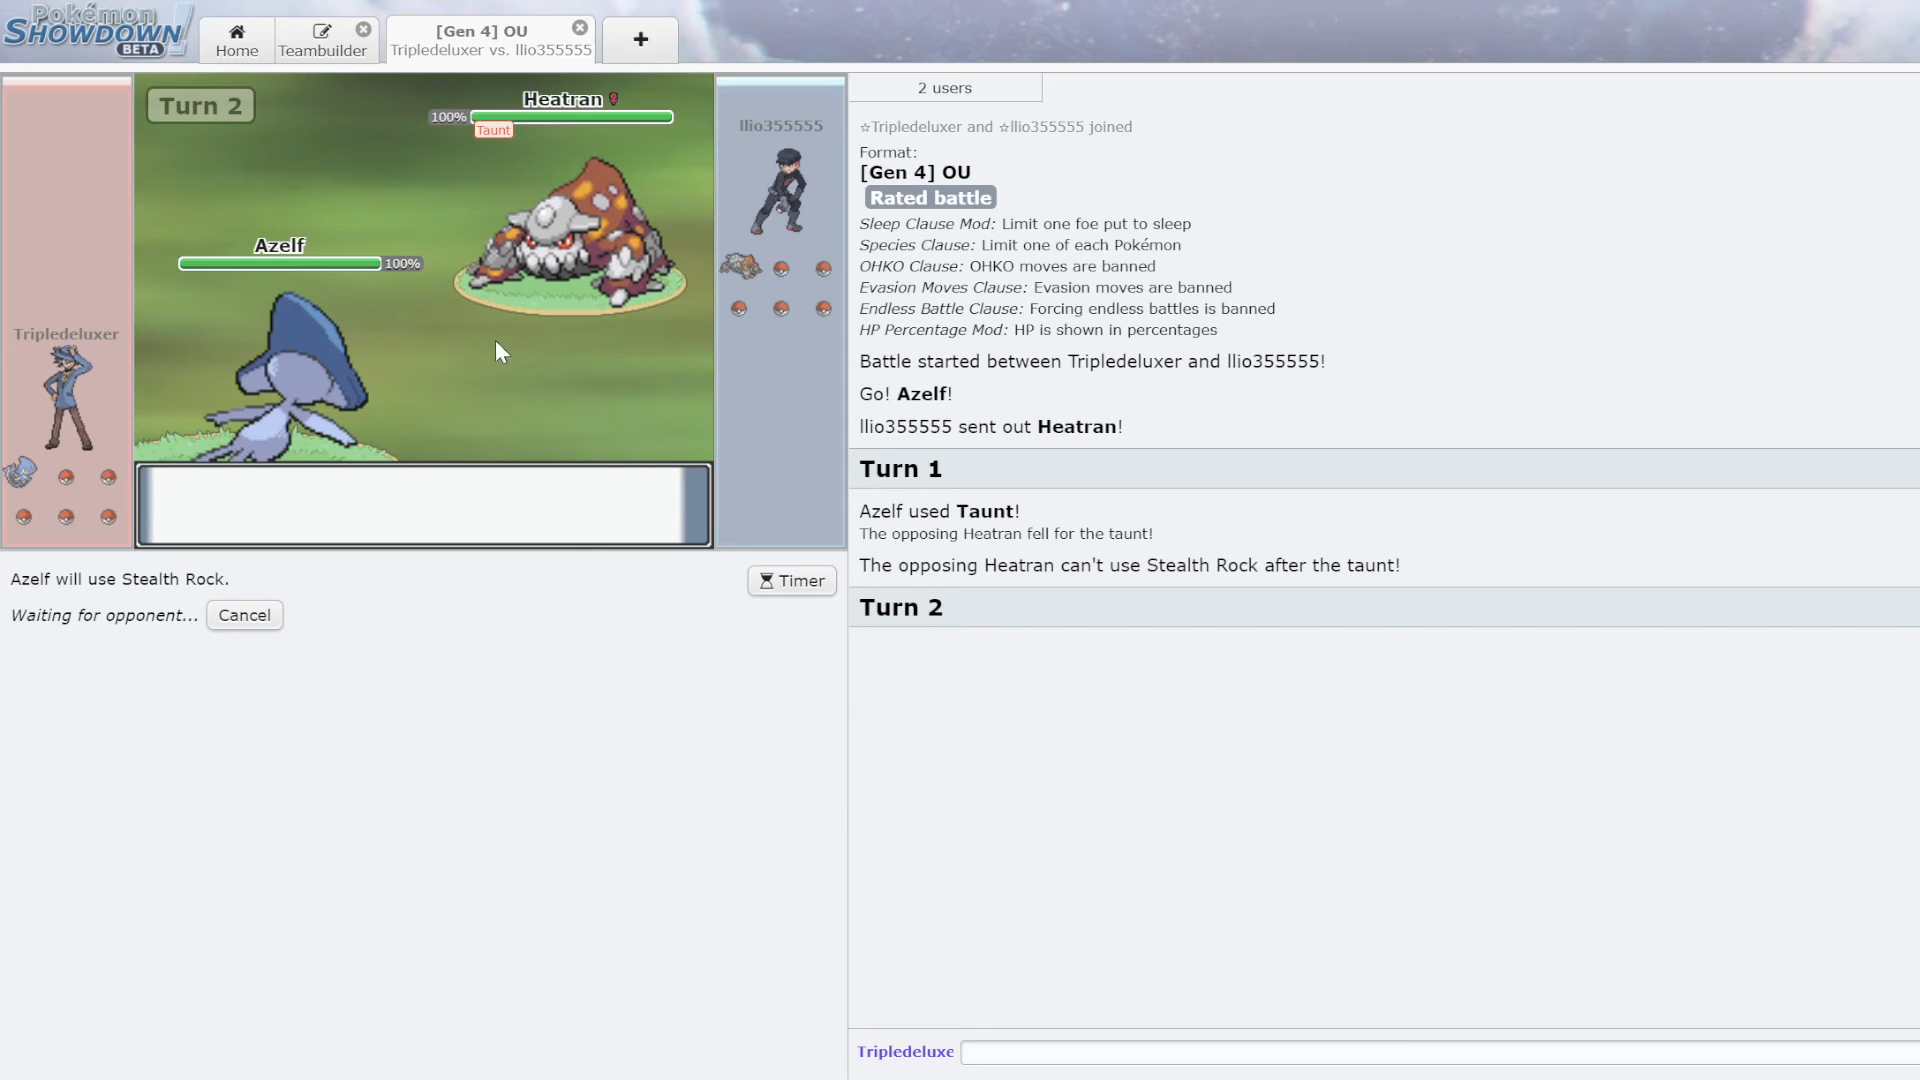 Pokémon
SHOWDOWN!
BETA
Home
Teambuilder
[Gen 4] OU
Tripledeluxer vs. llio355555
Turn 2
Heatran
100%
Taunt
Azelf
100%
Tripledeluxer
llio355555
Azelf will use Stealth Rock.
Timer
Waiting for opponent... Cancel
2 users
☆Tripledeluxer and ☆llio355555 joined
Format:
[Gen 4] OU
Rated battle
Sleep Clause Mod: Limit one foe put to sleep
Species Clause: Limit one of each Pokémon
OHKO Clause: OHKO moves are banned
Evasion Moves Clause: Evasion moves are banned
Endless Battle Clause: Forcing endless battles is banned
HP Percentage Mod: HP is shown in percentages
Battle started between Tripledeluxer and llio355555!
Go! Azelf!
llio355555 sent out Heatran!
Turn 1
Azelf used Taunt!
The opposing Heatran fell for the taunt!
The opposing Heatran can't use Stealth Rock after the taunt!
Turn 2
Tripledeluxe